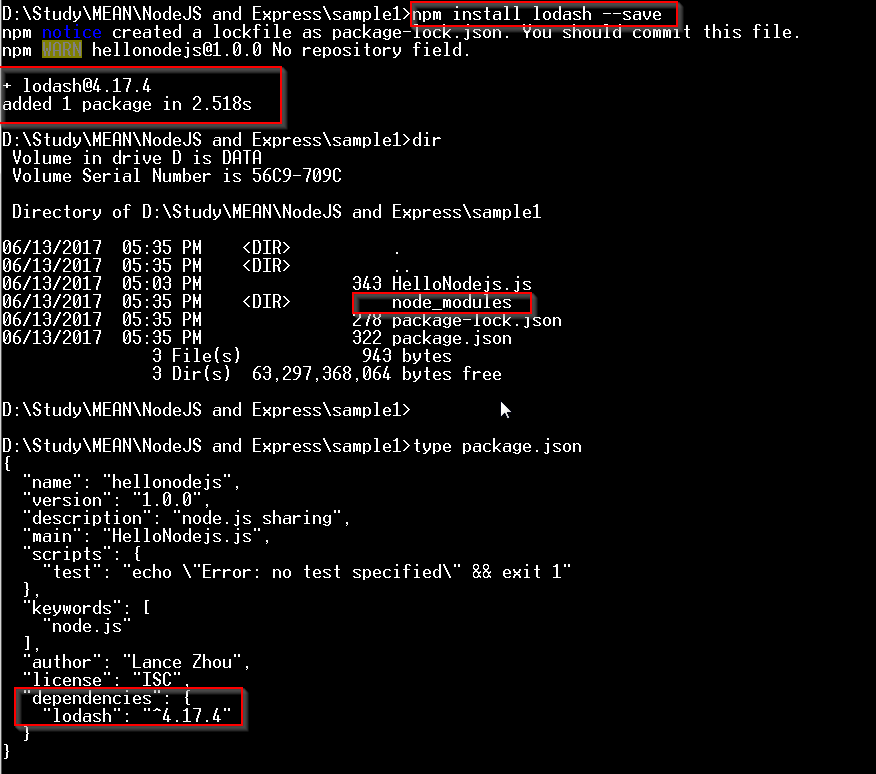 D:\Study\MEAN\NodeJS and Express\sample1>npm install lodash --save
npm notice created a lockfile as package-lock.json. You should commit this file.
npm WARN hellonodejs@1.0.0 No repository field.
+ lodash@4.17.4
added 1 package in 2.518s
D:\Study\MEAN\NodeJS and Express\sample1>dir
Volume in drive D is DATA
Volume Serial Number is 56C9-709C
Directory of D:\Study\MEAN\NodeJS and Express\sample1
06/13/2017  05:35 PM    <DIR>          .
06/13/2017  05:35 PM    <DIR>          ..
06/13/2017  05:03 PM               343 HelloNodejs.js
06/13/2017  05:35 PM    <DIR>          node_modules
06/13/2017  05:35 PM               278 package-lock.json
06/13/2017  05:35 PM               322 package.json
3 File(s)            943 bytes
3 Dir(s)  63,297,368,064 bytes free
D:\Study\MEAN\NodeJS and Express\sample1>
D:\Study\MEAN\NodeJS and Express\sample1>type package.json
{
"name": "hellonodejs",
"version": "1.0.0",
"description": "node.js sharing",
"main": "HelloNodejs.js",
"scripts": {
"test": "echo \"Error: no test specified\" && exit 1"
},
"keywords": [
"node.js"
],
"author": "Lance Zhou",
"license": "ISC",
"dependencies": {
"lodash": "^4.17.4"
}
}